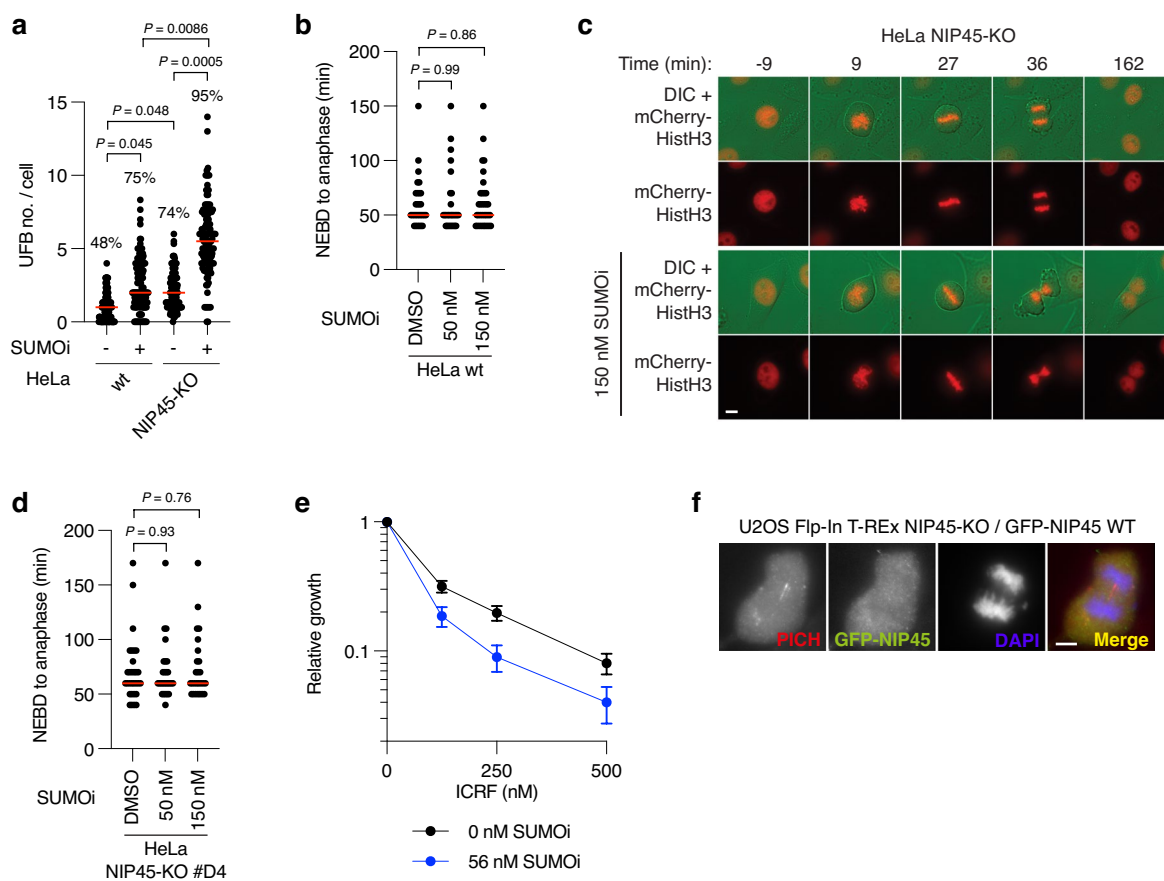 a
P = 0.0086
P = 0.0005
95%
P = 0.048
P = 0.045
75%
74%
48%
15
10
5
0
UFB no. / cell
SUMOi
- + - +
HeLa
wt
NIP45-KO
b
P = 0.86
P = 0.99
200
150
100
50
0
NEBD to anaphase (min)
SUMOi
DMSO
50 nM
150 nM
HeLa wt
c
HeLa NIP45-KO
Time (min): -9 9 27 36 162
DIC +
mCherry-
HistH3
mCherry-
HistH3
150 nM SUMOi
DIC +
mCherry-
HistH3
mCherry-
HistH3
d
P = 0.76
P = 0.93
200
150
100
50
0
NEBD to anaphase (min)
SUMOi
DMSO
50 nM
150 nM
HeLa
NIP45-KO #D4
e
1
0.1
Relative growth
0 250 500
ICRF (nM)
0 nM SUMOi
56 nM SUMOi
f
U2OS Flp-In T-REx NIP45-KO / GFP-NIP45 WT
PICH GFP-NIP45 DAPI Merge